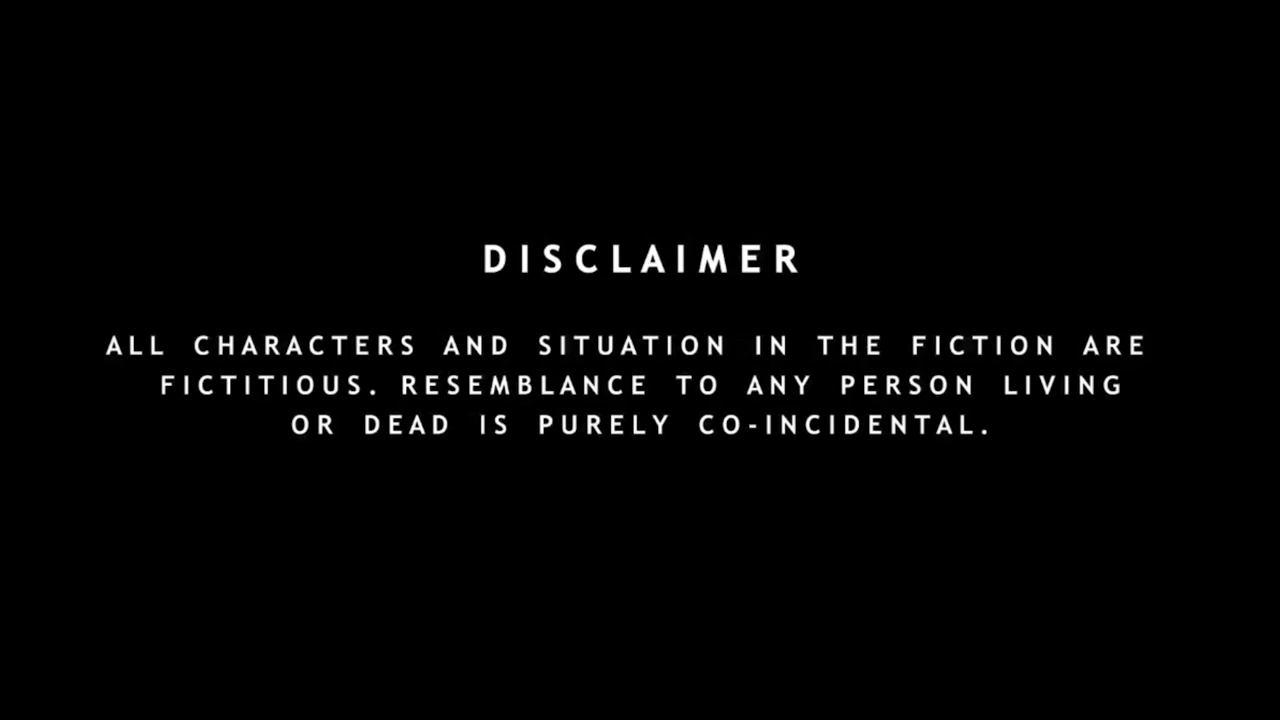 DISCLAIMER
ALL CHARACTERS AND SITUATION IN THE FICTION ARE
FICTITIOUS. RESEMBLANCE TO ANY PERSON LIVING
OR DEAD IS PURELY CO-INCIDENTAL.